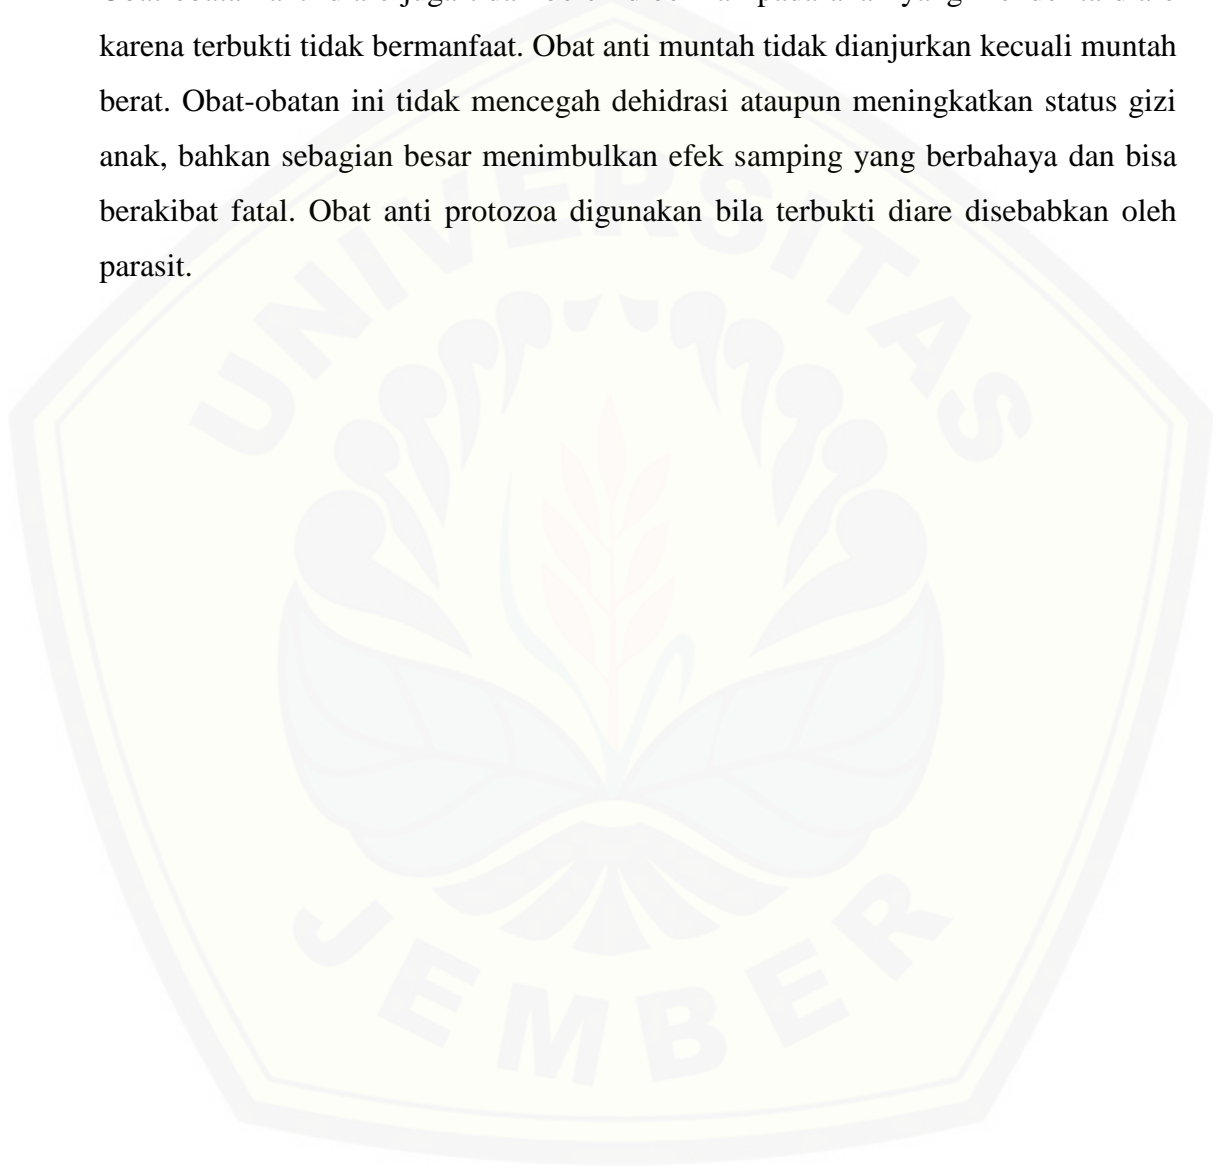 karena terbukti tidak bermanfaat. Obat anti muntah tidak dianjurkan kecuali muntah
berat. Obat-obatan ini tidak mencegah dehidrasi ataupun meningkatkan status gizi
anak, bahkan sebagian besar menimbulkan efek samping yang berbahaya dan bisa
berakibat fatal. Obat anti protozoa digunakan bila terbukti diare disebabkan oleh
parasit.
UNIVERSITAS
JEMBER